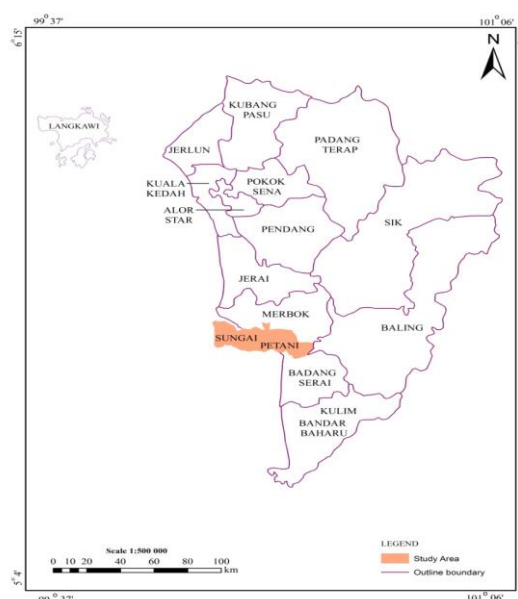 99° 37'
101° 06'
6° 15'
N
KUBANG
PASU
LANGKAWI
PADANG
TERAP
JERLUN
KUALA
KEDAH
POKOK
SENA
ALOR
STAR
SIK
PENDANG
JERAI
MERBOK
SUNGAI
PETANI
BALING
BADANG
SERAI
KULIM
BANDAR
BAHARU
Scale 1:500 000
0 10 20 40 60 80 100
km
LEGEND
Study Area
Outline boundary
5° 4'
99° 37'
101° 06'